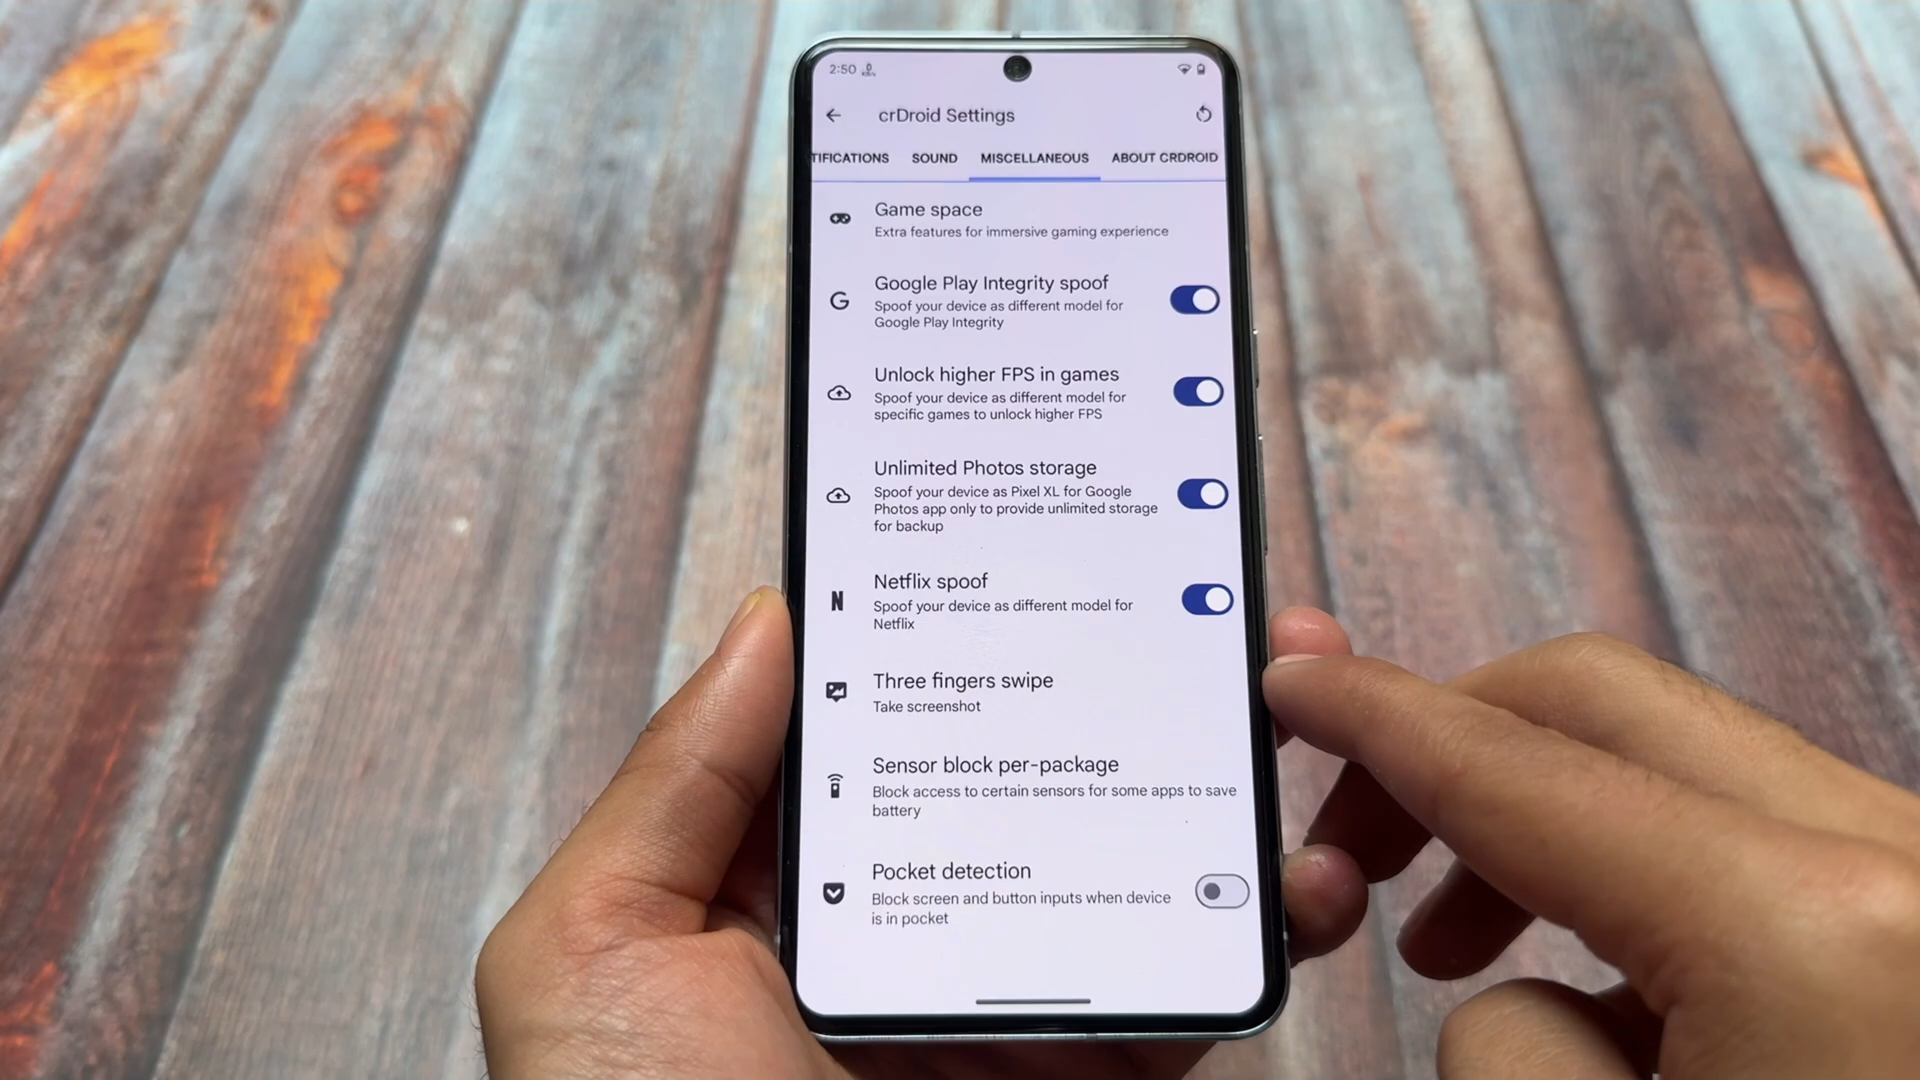 2:50
crDroid Settings
TIFICATIONS SOUND MISCELLANEOUS ABOUT CRDROID
Game space
Extra features for immersive gaming experience
Google Play Integrity spoof
Spoof your device as different model for
Google Play Integrity
Unlock higher FPS in games
Spoof your device as different model for
specific games to unlock higher FPS
Unlimited Photos storage
Spoof your device as Pixel XL for Google
Photos app only to provide unlimited storage
for backup
Netflix spoof
Spoof your device as different model for
Netflix
Three fingers swipe
Take screenshot
Sensor block per-package
Block access to certain sensors for some apps to save
battery
Pocket detection
Block screen and button inputs when device
is in pocket